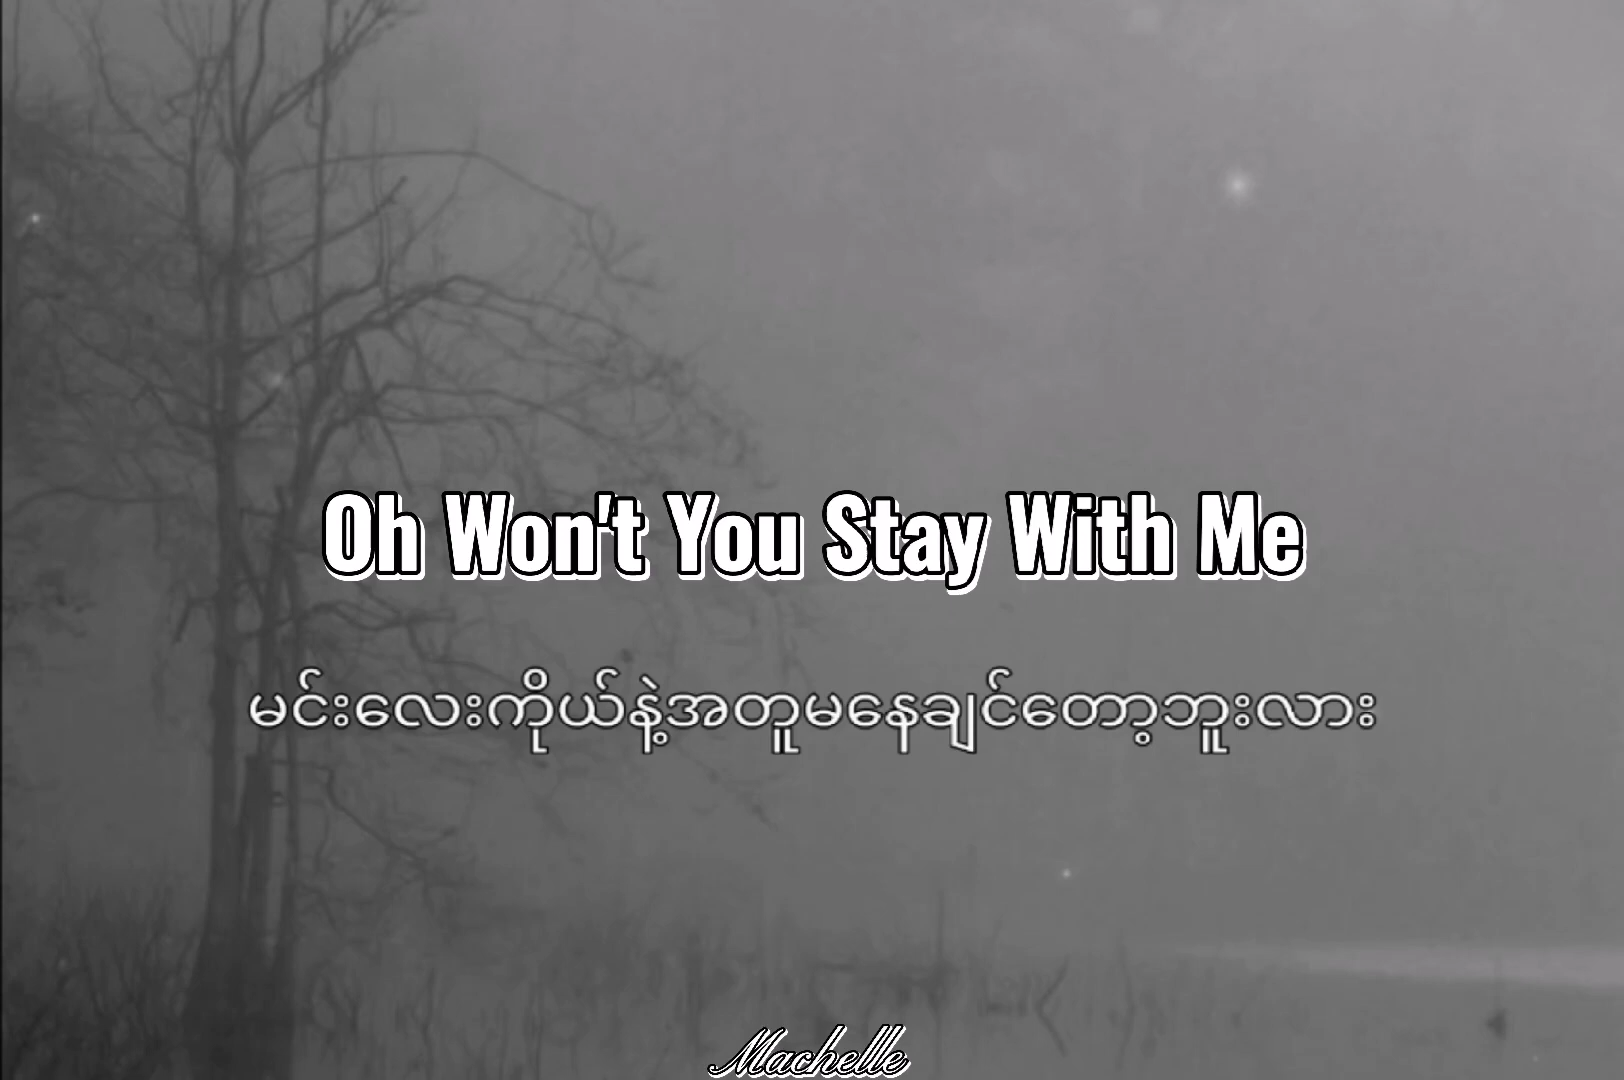 Oh Won't You Stay With Me
မင်းလေးကိုယ်နဲ့အတူမနေချင်တော့ဘူးလား
Machelle